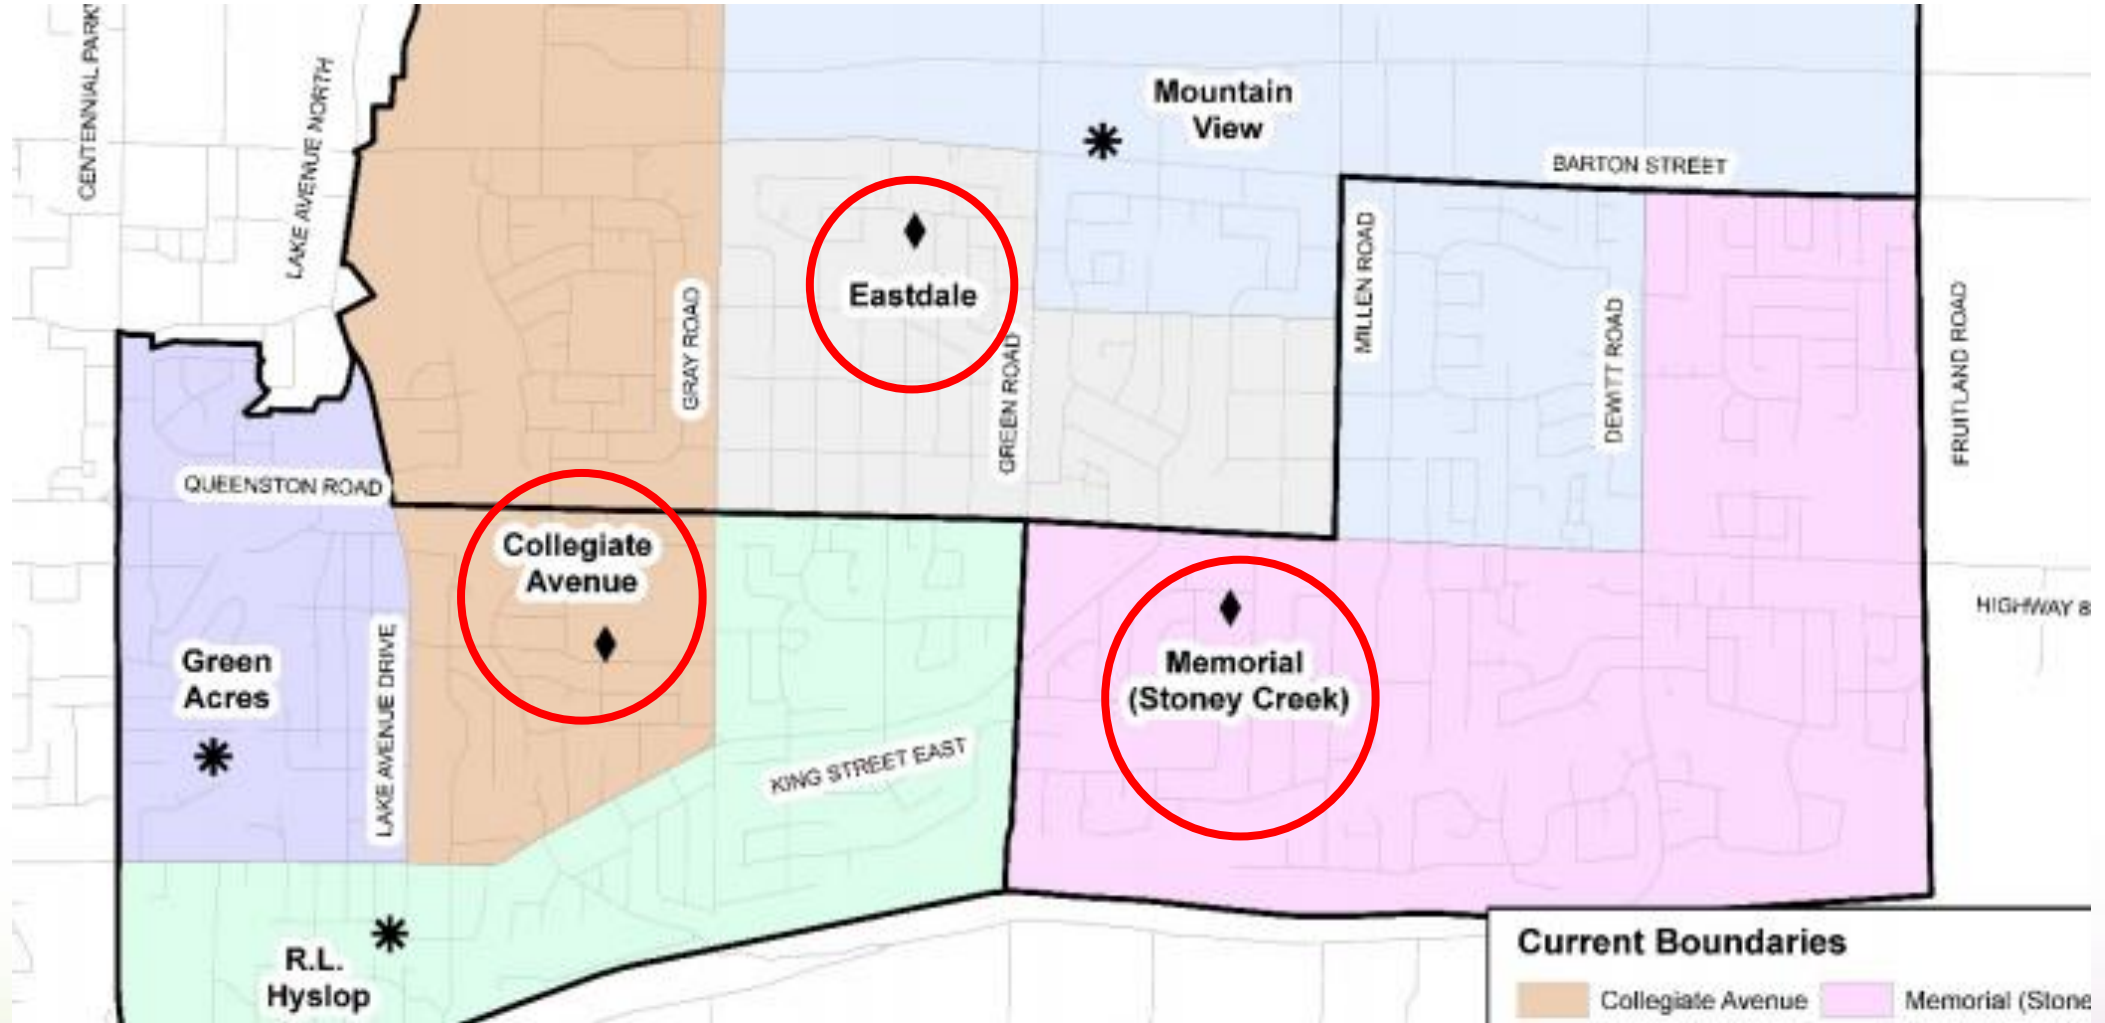 CENTENNIAL PARK
LAKE AVENUE NORTH
Mountain
View
BARTON STREET
Eastdale
GRAY ROAD
GREEN ROAD
MILLEN ROAD
DEWITT ROAD
FRUITLAND ROAD
QUEENSTON ROAD
Collegiate
Avenue
HIGHWAY 8
Green
Acres
LAKE AVENUE DRIVE
Memorial
(Stoney Creek)
KING STREET EAST
R.L.
Hyslop
Current Boundaries
Collegiate Avenue
Memorial (Stone